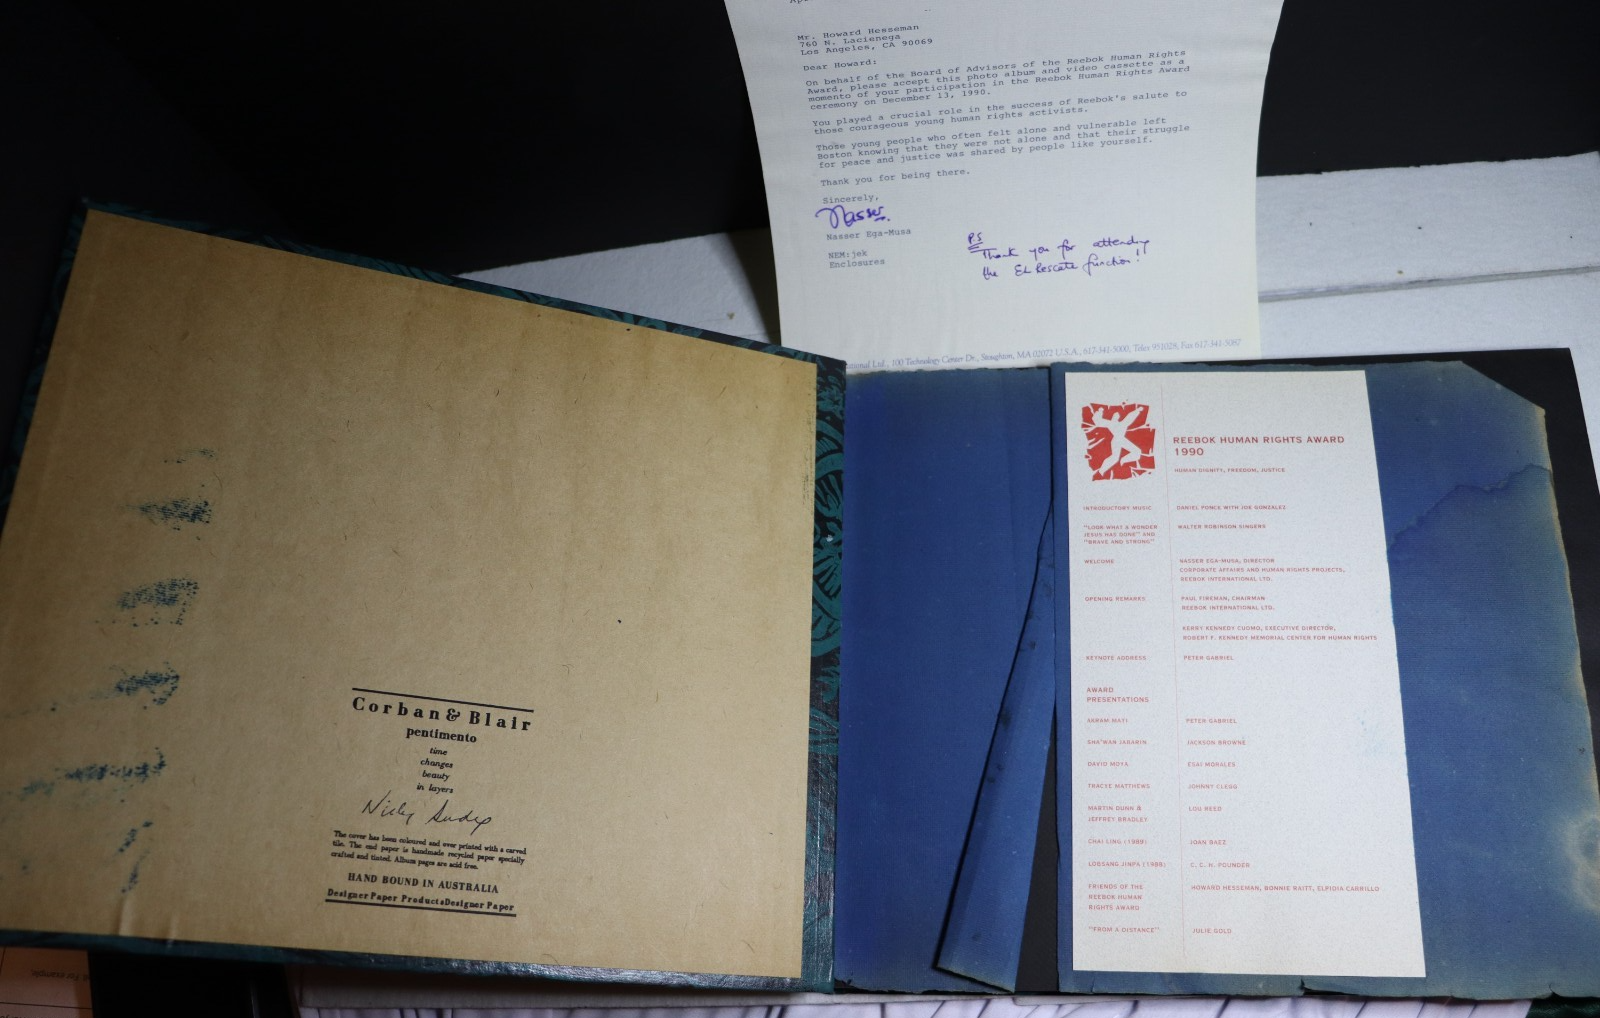 Mr. Howard Hesseman
760 N. Lacienega
Los Angeles, CA 90069
Dear Howard:
On behalf of the Board of Advisors of the Reebok Human Rights
Award, please accept this photo album and video cassette as a
momento of your participation in the Reebok Human Rights Award
ceremony on December 13, 1990.
You played a crucial role in the success of Reebok's salute to
those courageous young human rights activists.
Those young people who often felt alone and vulnerable left
Boston knowing that they were not alone and that their struggle
for peace and justice was shared by people like yourself.
Thank you for being there.
Sincerely,
Nasser
Nasser Ega-Musa
NEM:jek
Enclosures
P.S
Thank you for attending
the El Rescate function!!
Ltd., 100 Technology Center Dr., Stoughton, MA 02072 U.S.A., 617-341-5000, Telex 951028, Fax 617-341-5087
Corban & Blair
pentimento
time
changes
beauty
in layers
The cover has been coloured and over printed with a carved
tile. The end paper is handmade recycled paper specially
crafted and tinted. Album pages are acid free.
HAND BOUND IN AUSTRALIA
Designer Paper ProductsDesigner Paper
REEBOK HUMAN RIGHTS AWARD
1990
HUMAN DIGNITY, FREEDOM, JUSTICE
INTRODUCTORY MUSIC DANIEL PONCE WITH JOE GONZALEZ
"LOOK WHAT A WONDER WALTER ROBINSON SINGERS
JESUS HAS DONE" AND
"BRAVE AND STRONG"
WELCOME NASSER EGA-MUSA, DIRECTOR
CORPORATE AFFAIRS AND HUMAN RIGHTS PROJECTS,
REEBOK INTERNATIONAL LTD.
OPENING REMARKS PAUL FIREMAN, CHAIRMAN
REEBOK INTERNATIONAL LTD.
KERRY KENNEDY CUOMO, EXECUTIVE DIRECTOR,
ROBERT F. KENNEDY MEMORIAL CENTER FOR HUMAN RIGHTS
KEYNOTE ADDRESS PETER GABRIEL
AWARD
PRESENTATIONS
AKRAM MAYI PETER GABRIEL
SHA'WAN JABARIN JACKSON BROWNE
DAVID MOYA ESAI MORALES
TRACYE MATTHEWS JOHNNY CLEGG
MARTIN DUNN & LOU REED
JEFFREY BRADLEY
CHAI LING (1989) JOAN BAEZ
LOBSANG JINPA (1988) C. C. H. POUNDER
FRIENDS OF THE HOWARD HESSEMAN, BONNIE RAITT, ELPIDIA CARRILLO
REEBOK HUMAN
RIGHTS AWARD
"FROM A DISTANCE" JULIE GOLD
For example